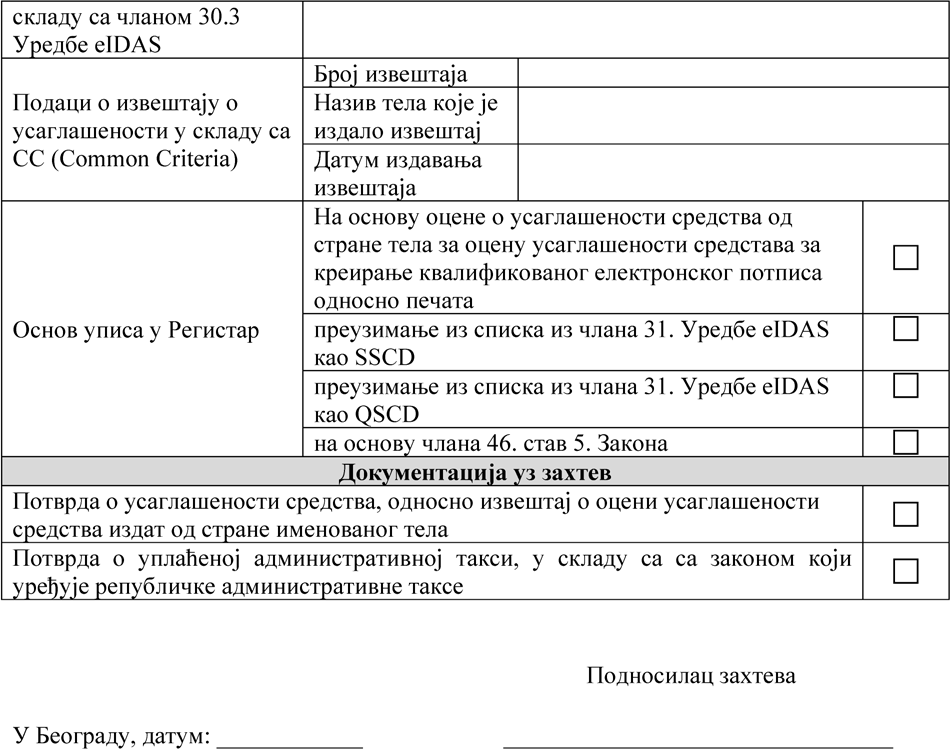 складу са чланом 30.3
Уредбе eIDAS
Подаци о извештају о
усаглашености у складу са
CC (Common Criteria)
Број извештаја
Назив тела које је
издало извештај
Датум издавања
извештаја
Основ уписа у Регистар
На основу оцене о усаглашености средства од
стране тела за оцену усаглашености средстава за
креирање квалификованог електронског потписа
односно печата
преузимање из списка из члана 31. Уредбе eIDAS
као SSCD
преузимање из списка из члана 31. Уредбе eIDAS
као QSCD
на основу члана 46. став 5. Закона
Документација уз захтев
Потврда о усаглашености средства, односно извештај о оцени усаглашености
средства издат од стране именованог тела
Потврда о уплаћеној административној такси, у складу са са законом који
уређује републичке административне таксе
Подносилац захтева
У Београду, датум: